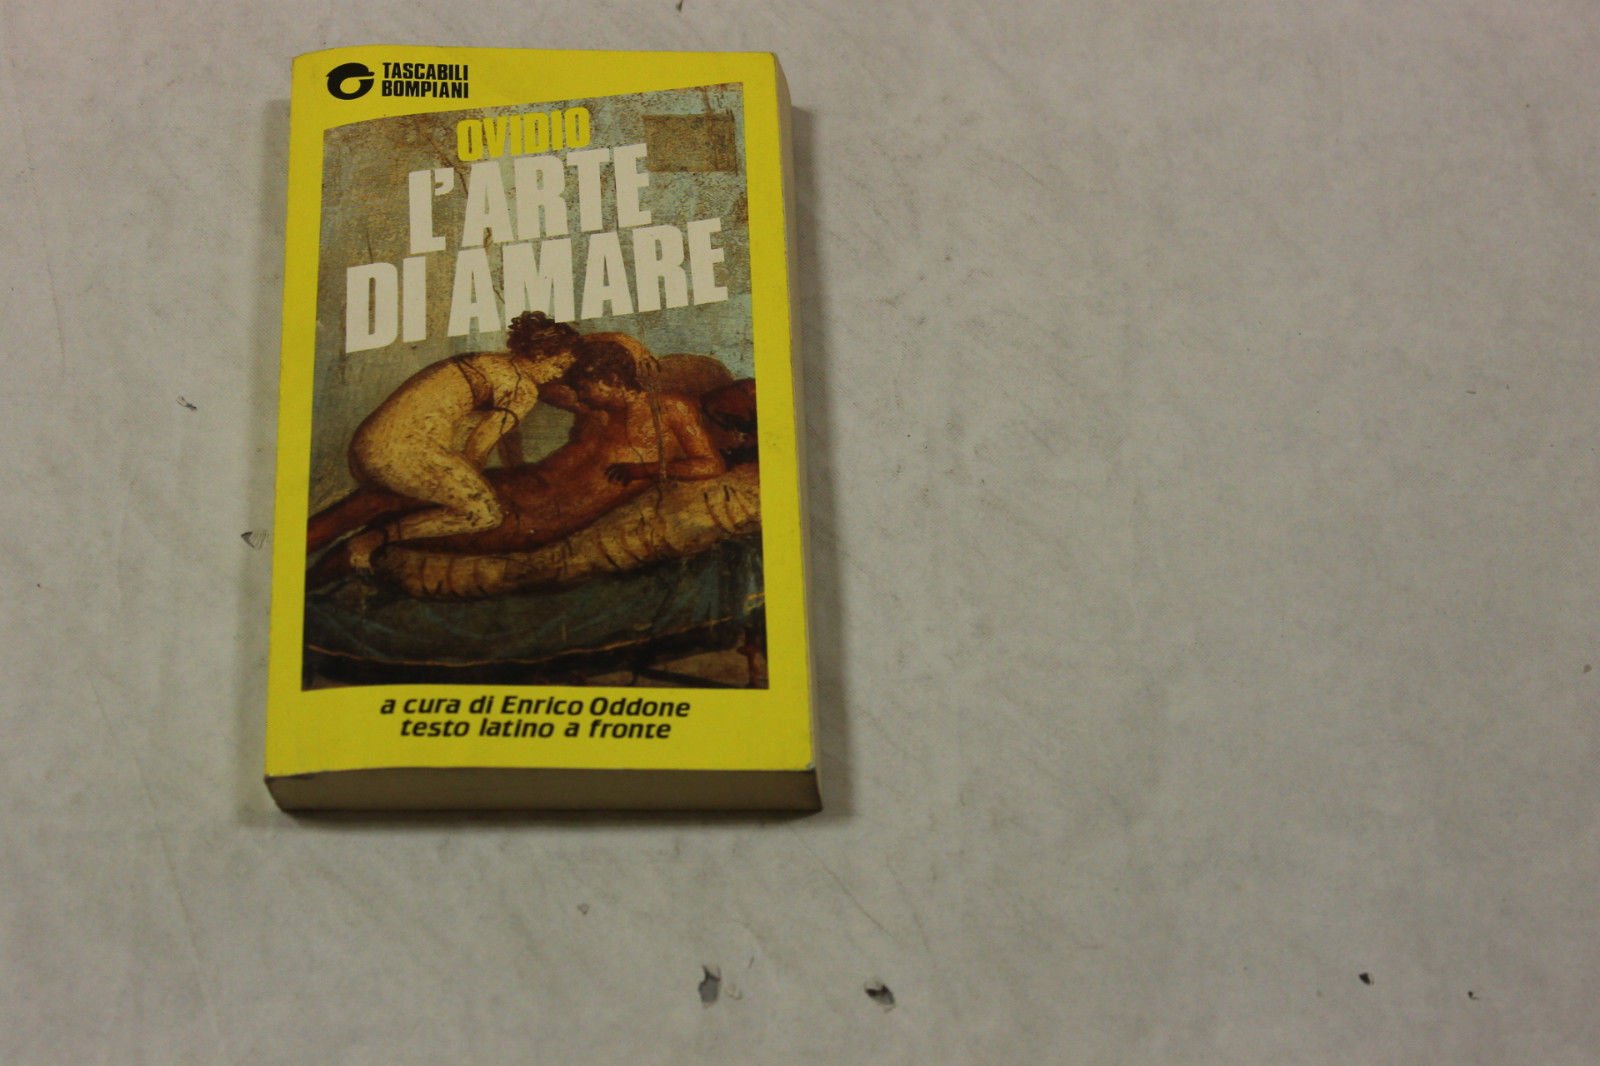 TASCABILI
BOMPIANI
OVIDIO
L'ARTE
DI AMARE
a cura di Enrico Oddone
testo latino a fronte